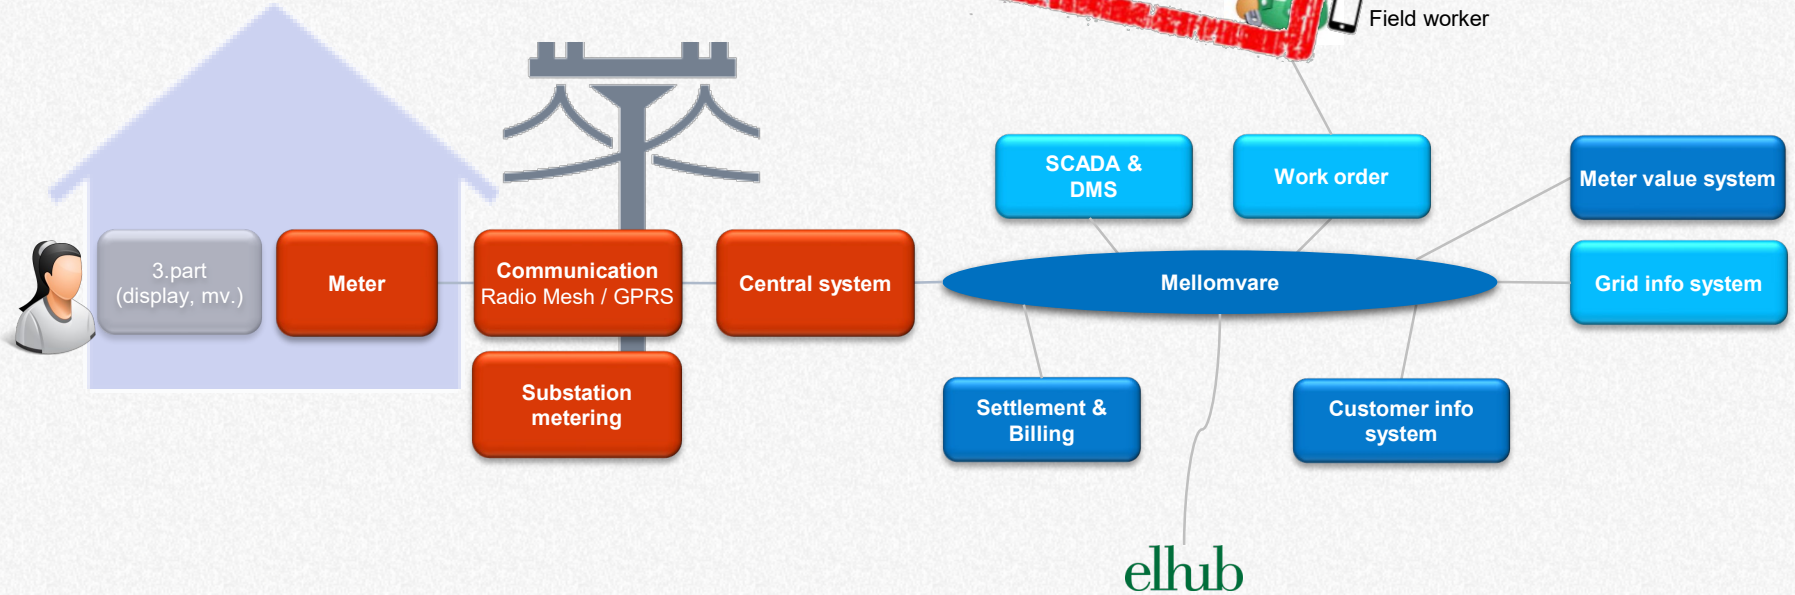 Field worker
SCADA &
DMS
Work order
Meter value system
3.part
(display, mv.)
Meter
Communication
Radio Mesh / GPRS
Central system
Mellomvare
Grid info system
Substation
metering
Settlement &
Billing
Customer info
system
elhub